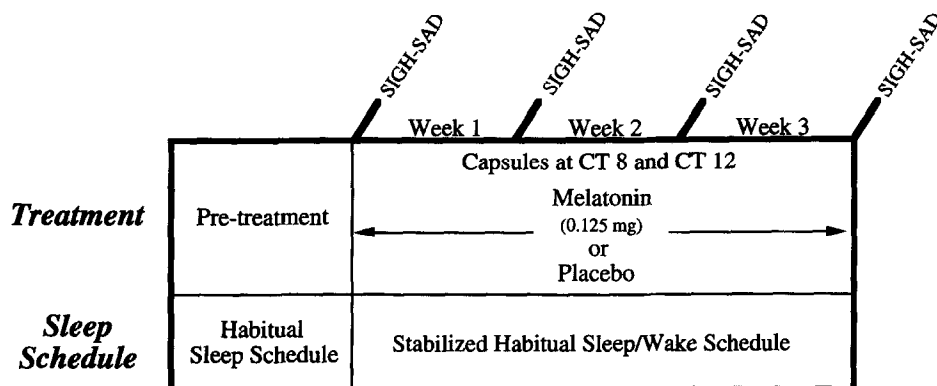 SIGH-SAD SIGH-SAD SIGH-SAD SIGH-SAD
Week 1 Week 2 Week 3
Capsules at CT 8 and CT 12
Treatment
Pre-treatment
Melatonin
(0.125 mg)
or
Placebo
Sleep
Schedule
Habitual
Sleep Schedule
Stabilized Habitual Sleep/Wake Schedule